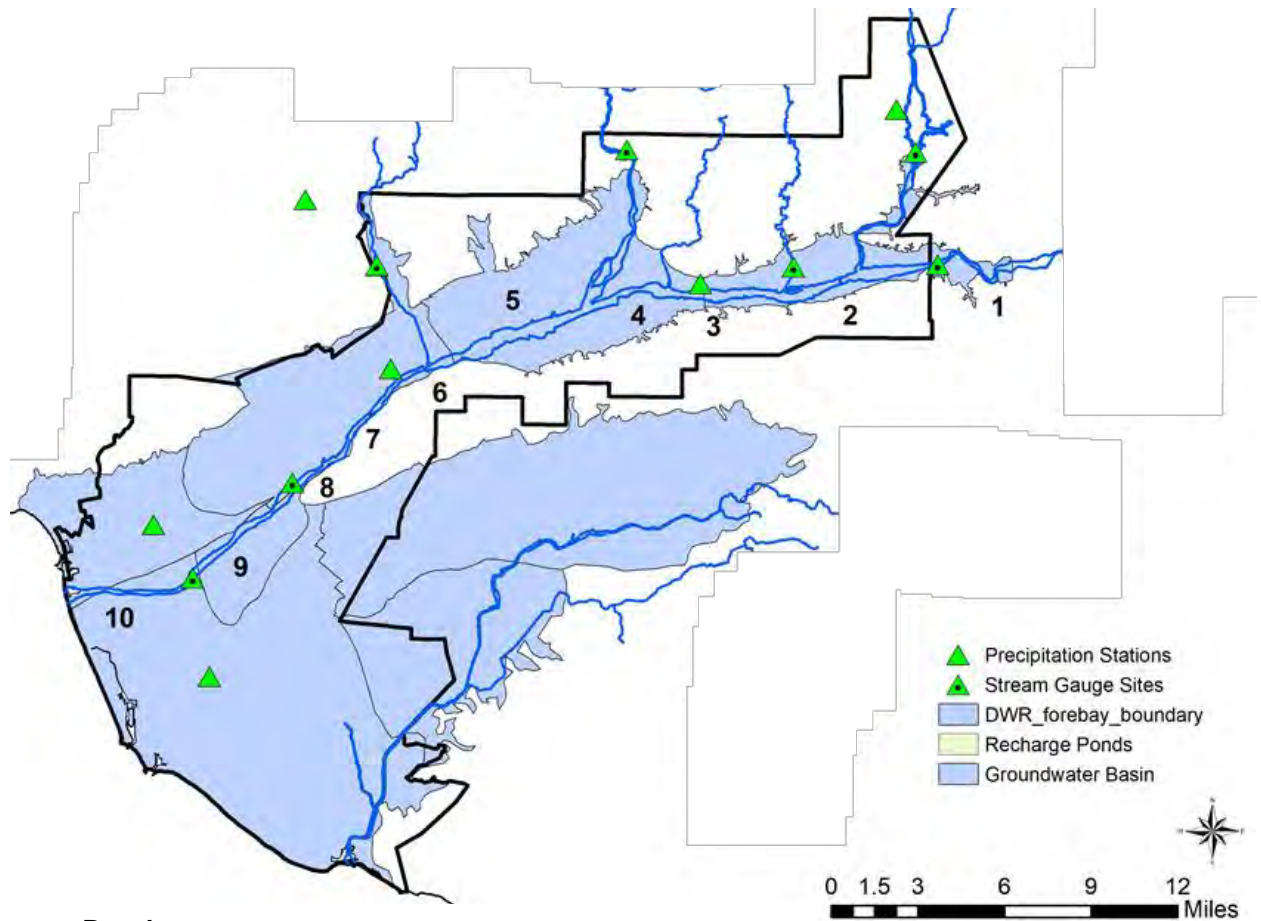 1
2
3
4
5
6
7
8
9
10
Precipitation Stations
Stream Gauge Sites
DWR_forebay_boundary
Recharge Ponds
Groundwater Basin
0 1.5 3 6 9 12
Miles